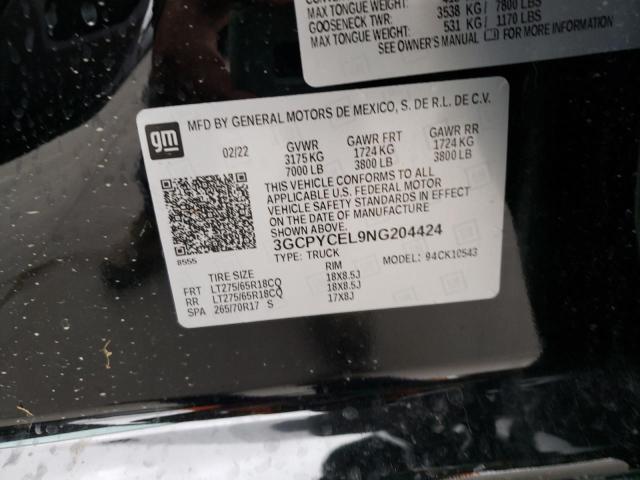 MAX TONGUE WEIGHT: 3538 KG / 7800 LBS
GOOSENECK TWR: 531 KG / 1170 LBS
MAX TONGUE WEIGHT:
SEE OWNER'S MANUAL FOR MORE INFORMATION
gm
MFD BY GENERAL MOTORS DE MEXICO, S. DE R.L. DE C.V.
02/22 GVWR GAWR FRT GAWR RR
3175 KG 1724 KG 1724 KG
7000 LB 3800 LB 3800 LB
THIS VEHICLE CONFORMS TO ALL
APPLICABLE U.S. FEDERAL MOTOR
VEHICLE SAFETY STANDARDS IN EFFECT
ON THE DATE OF MANUFACTURE
SHOWN ABOVE.
3GCPYCEL9NG204424
8555
TYPE: TRUCK MODEL: 94CK10543
TIRE SIZE RIM
FRT LT275/65R18CQ 18X8.5J
RR LT275/65R18CQ 18X8.5J
SPA 265/70R17 S 17X8J